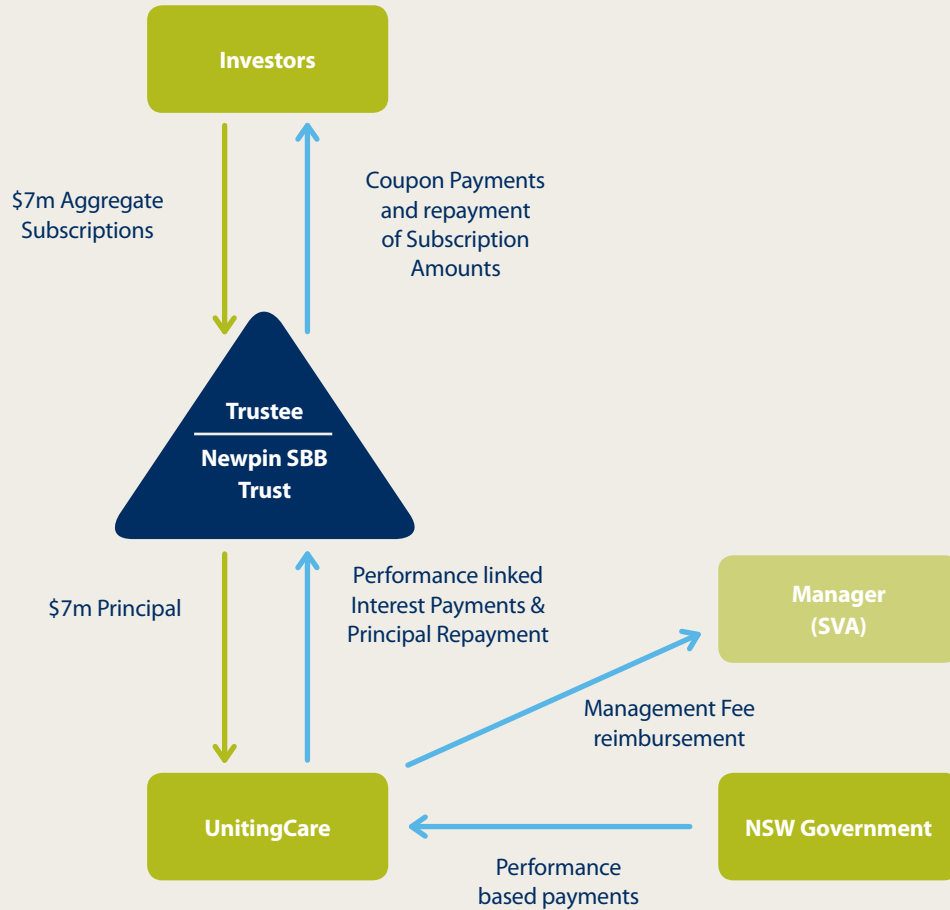 Investors
$7m Aggregate
Subscriptions
Coupon Payments
and repayment
of Subscription
Amounts
Trustee
Newpin SBB
Trust
$7m Principal
Performance linked
Interest Payments &
Principal Repayment
Manager
(SVA)
Management Fee
reimbursement
UnitingCare
NSW Government
Performance
based payments